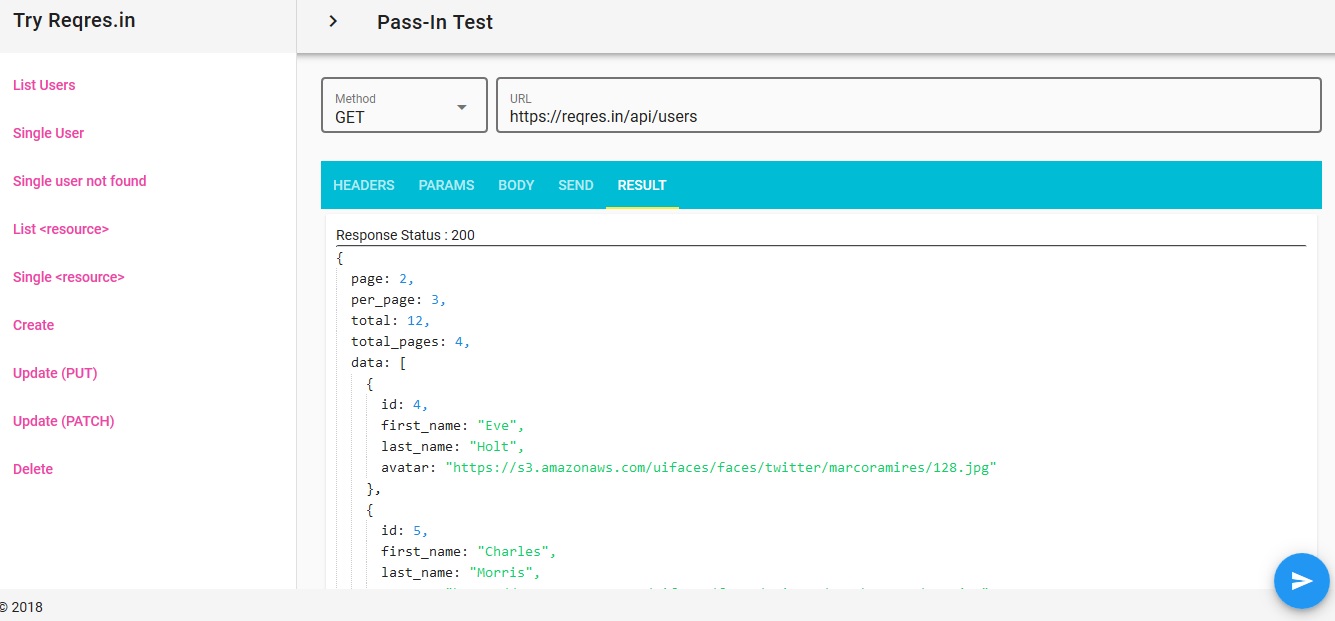 Try Reqres.in
Pass-In Test
List Users
Single User
Single user not found
List <resource>
Single <resource>
Create
Update (PUT)
Update (PATCH)
Delete
Method
GET
URL
https://reqres.in/api/users
HEADERS PARAMS BODY SEND RESULT
Response Status : 200
{
page: 2,
per_page: 3,
total: 12,
total_pages: 4,
data: [
{
id: 4,
first_name: "Eve",
last_name: "Holt",
avatar: "https://s3.amazonaws.com/uifaces/faces/twitter/marcoramires/128.jpg"
},
{
id: 5,
first_name: "Charles",
last_name: "Morris",
© 2018